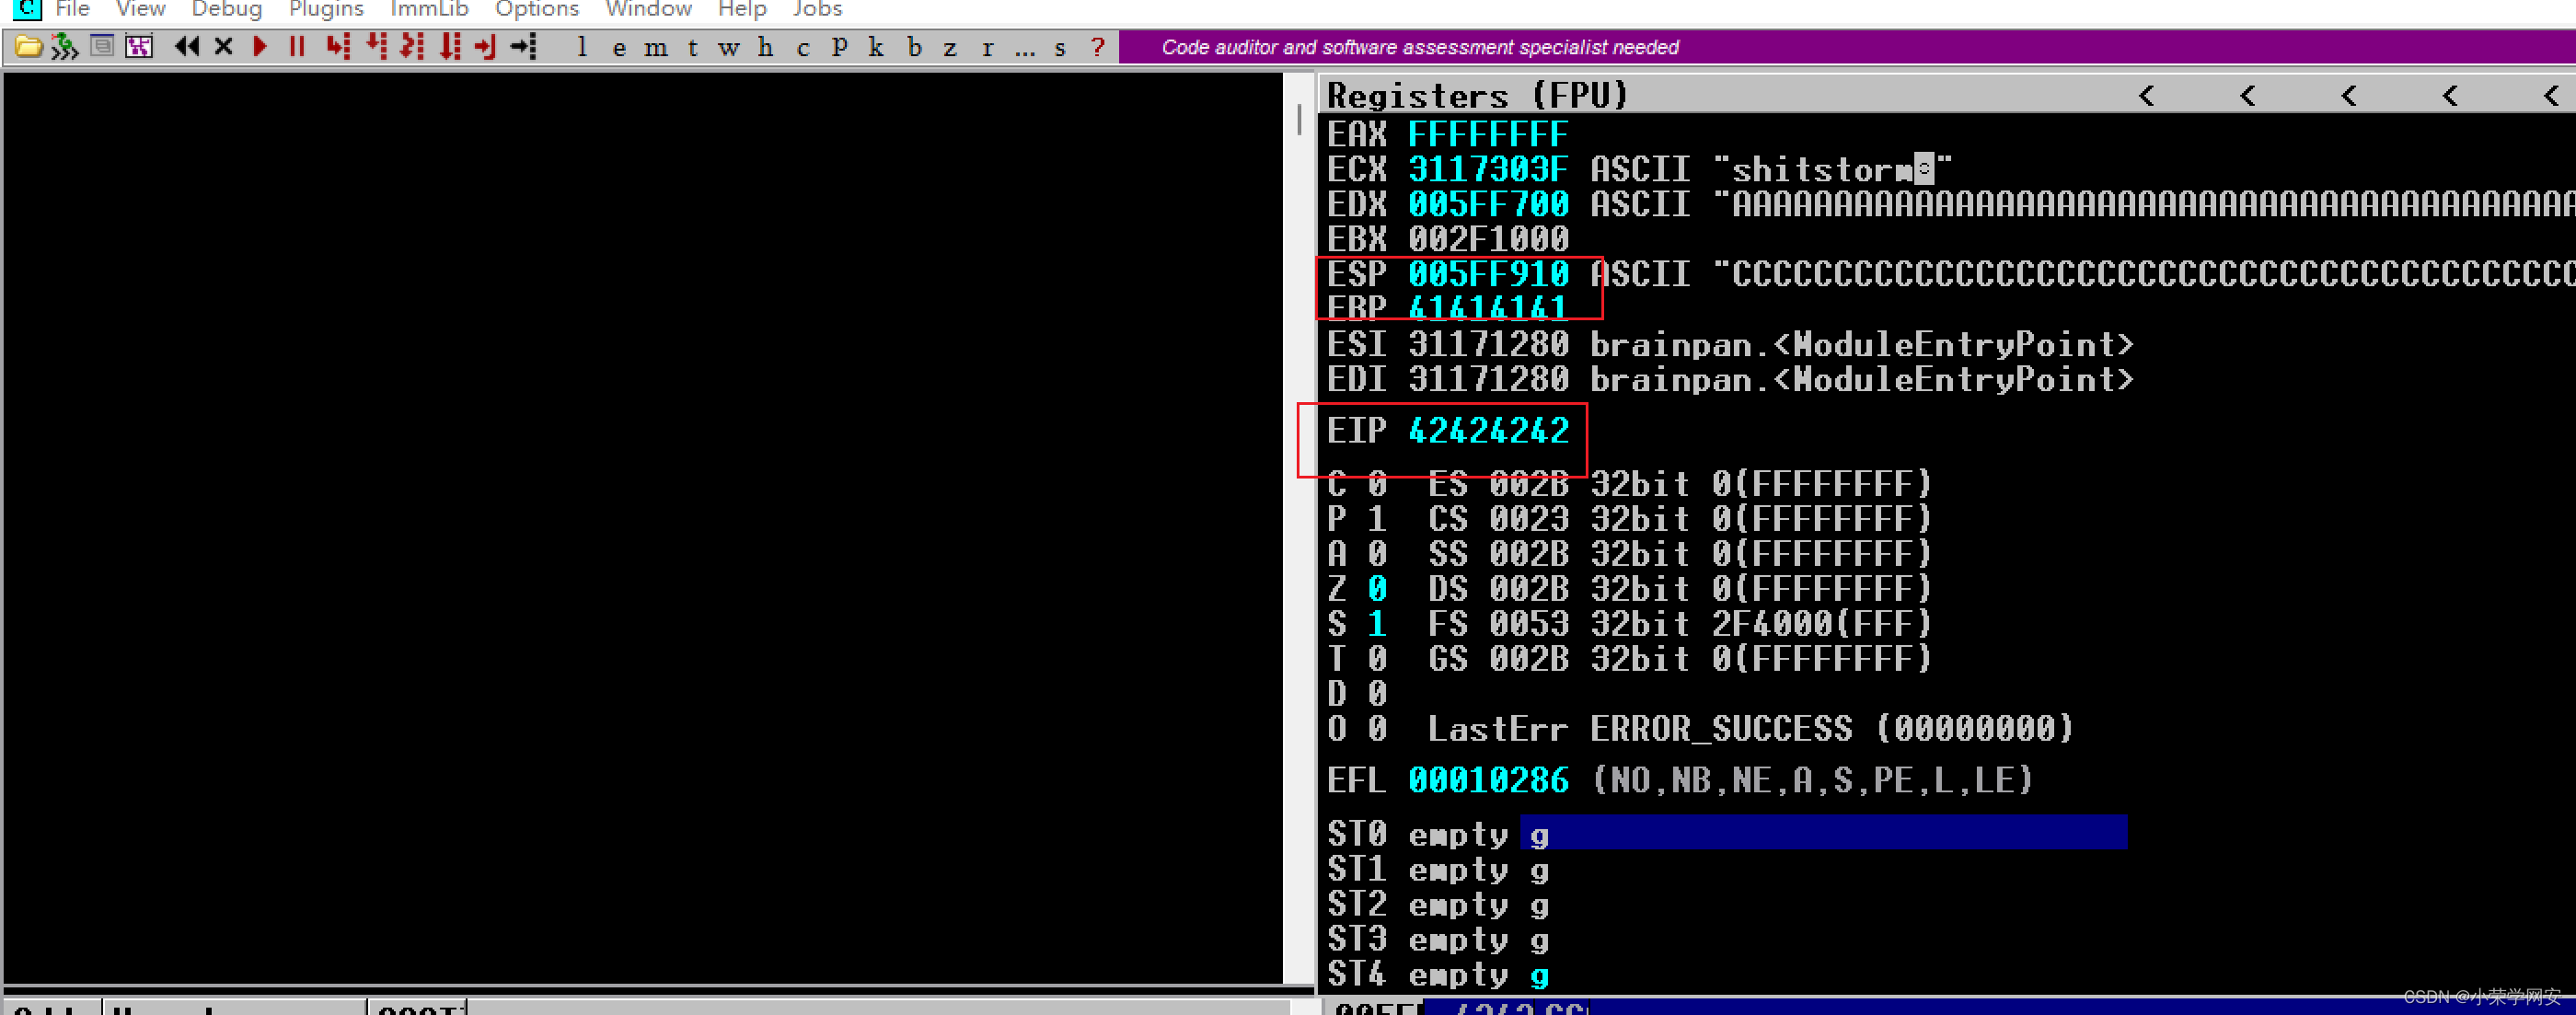 C File View Debug Plugins ImmLib Options Window Help Jobs
l e m t w h c P k b z r ... s ? Code auditor and software assessment specialist needed
Registers (FPU) < < < < <
EAX FFFFFFFF
ECX 3117303F ASCII "shitstorm"
EDX 005FF700 ASCII "AAAAAAAAAAAAAAAAAAAAAAAAAAAAAAAAAAAAAAAAAA
EBX 002F1000
ESP 005FF910 ASCII "CCCCCCCCCCCCCCCCCCCCCCCCCCCCCCCCCCCCCCCCCC
EBP 41414141
ESI 31171280 brainpan.<ModuleEntryPoint>
EDI 31171280 brainpan.<ModuleEntryPoint>
EIP 42424242
C 0 ES 002B 32bit 0(FFFFFFFF)
P 1 CS 0023 32bit 0(FFFFFFFF)
A 0 SS 002B 32bit 0(FFFFFFFF)
Z 0 DS 002B 32bit 0(FFFFFFFF)
S 1 FS 0053 32bit 2F4000(FFF)
T 0 GS 002B 32bit 0(FFFFFFFF)
D 0
O 0 LastErr ERROR_SUCCESS (00000000)
EFL 00010286 (NO,NB,NE,A,S,PE,L,LE)
ST0 empty g
ST1 empty g
ST2 empty g
ST3 empty g
ST4 empty g
CSDN @小荣学网安